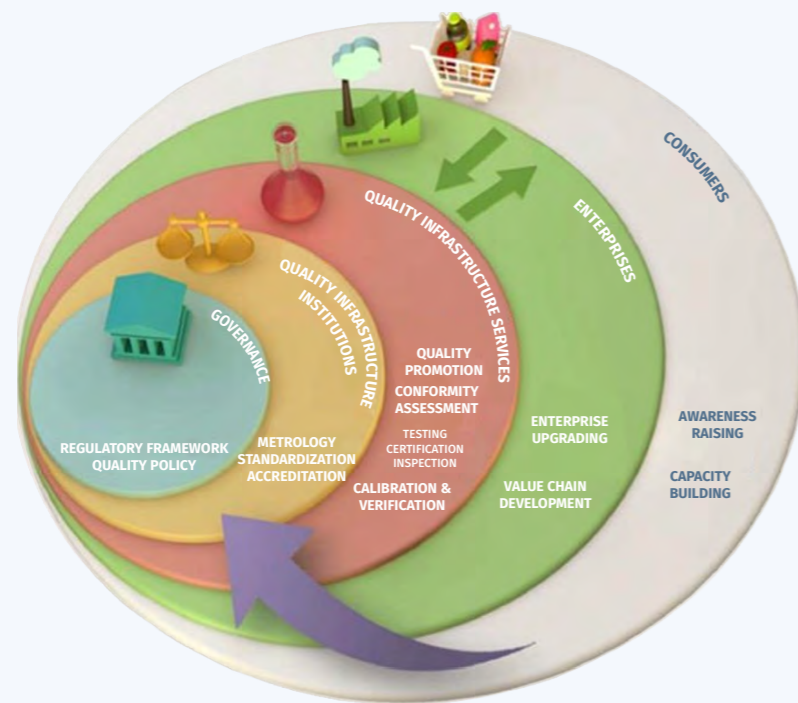 CONSUMERS
ENTERPRISES
QUALITY INFRASTRUCTURE SERVICES
QUALITY INFRASTRUCTURE
INSTITUTIONS
GOVERNANCE
REGULATORY FRAMEWORK
QUALITY POLICY
METROLOGY
STANDARDIZATION
ACCREDITATION
QUALITY
PROMOTION
CONFORMITY
ASSESSMENT
TESTING
CERTIFICATION
INSPECTION
CALIBRATION &
VERIFICATION
ENTERPRISE
UPGRADING
VALUE CHAIN
DEVELOPMENT
AWARENESS
RAISING
CAPACITY
BUILDING